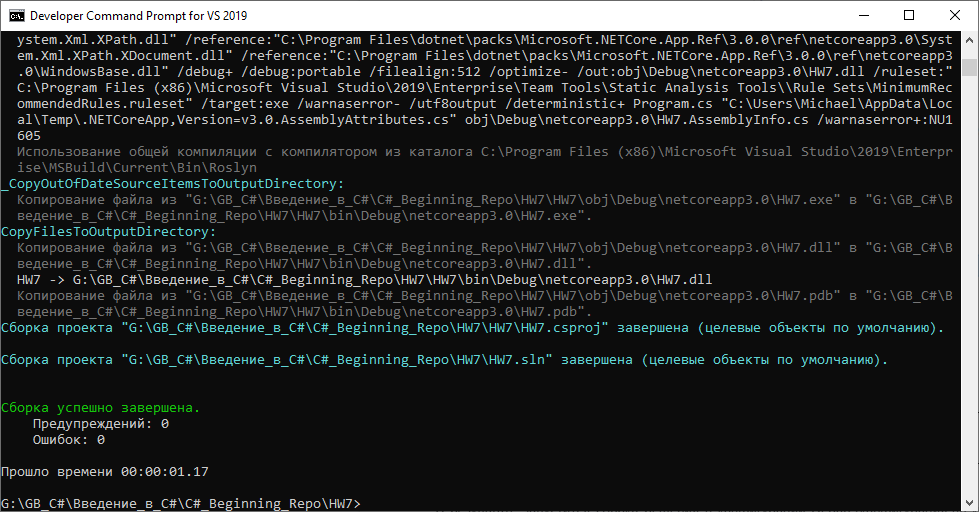 Developer Command Prompt for VS 2019
ystem.Xml.XPath.dll" /reference:"C:\Program Files\dotnet\packs\Microsoft.NETCore.App.Ref\3.0.0\ref\netcoreapp3.0\Syst
em.Xml.XPath.XDocument.dll" /reference:"C:\Program Files\dotnet\packs\Microsoft.NETCore.App.Ref\3.0.0\ref\netcoreapp3
.0\WindowsBase.dll" /debug+ /debug:portable /filealign:512 /optimize- /out:obj\Debug\netcoreapp3.0\HW7.dll /ruleset:"
C:\Program Files (x86)\Microsoft Visual Studio\2019\Enterprise\Team Tools\Static Analysis Tools\\Rule Sets\MinimumRec
ommendedRules.ruleset" /target:exe /warnaserror- /utf8output /deterministic+ Program.cs "C:\Users\Michael\AppData\Loc
al\Temp\.NETCoreApp,Version=v3.0.AssemblyAttributes.cs" obj\Debug\netcoreapp3.0\HW7.AssemblyInfo.cs /warnaserror+:NU1
605
Использование общей компиляции с компилятором из каталога C:\Program Files (x86)\Microsoft Visual Studio\2019\Enterpr
ise\MSBuild\Current\Bin\Roslyn
_CopyOutOfDateSourceItemsToOutputDirectory:
Копирование файла из "G:\GB_C#\Введение_в_C#\C#_Beginning_Repo\HW7\HW7\obj\Debug\netcoreapp3.0\HW7.exe" в "G:\GB_C#\В
ведение_в_C#\C#_Beginning_Repo\HW7\HW7\bin\Debug\netcoreapp3.0\HW7.exe".
CopyFilesToOutputDirectory:
Копирование файла из "G:\GB_C#\Введение_в_C#\C#_Beginning_Repo\HW7\HW7\obj\Debug\netcoreapp3.0\HW7.dll" в "G:\GB_C#\В
ведение_в_C#\C#_Beginning_Repo\HW7\HW7\bin\Debug\netcoreapp3.0\HW7.dll".
HW7 -> G:\GB_C#\Введение_в_C#\C#_Beginning_Repo\HW7\HW7\bin\Debug\netcoreapp3.0\HW7.dll
Копирование файла из "G:\GB_C#\Введение_в_C#\C#_Beginning_Repo\HW7\HW7\obj\Debug\netcoreapp3.0\HW7.pdb" в "G:\GB_C#\В
ведение_в_C#\C#_Beginning_Repo\HW7\HW7\bin\Debug\netcoreapp3.0\HW7.pdb".
Сборка проекта "G:\GB_C#\Введение_в_C#\C#_Beginning_Repo\HW7\HW7\HW7.csproj" завершена (целевые объекты по умолчанию).
Сборка проекта "G:\GB_C#\Введение_в_C#\C#_Beginning_Repo\HW7\HW7.sln" завершена (целевые объекты по умолчанию).
Сборка успешно завершена.
Предупреждений: 0
Ошибок: 0
Прошло времени 00:00:01.17
G:\GB_C#\Введение_в_C#\C#_Beginning_Repo\HW7>